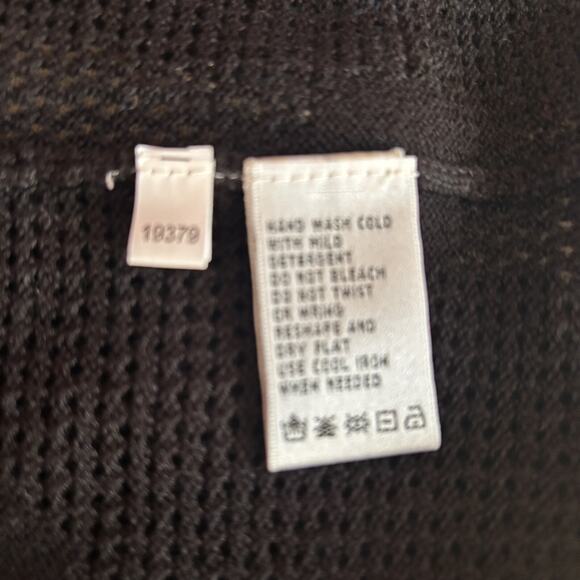 19379
HAND WASH COLD
WITH MILD
DETERGENT
DO NOT BLEACH
DO NOT TWIST
OR WRING
RESHAPE AND
DRY FLAT
USE COOL IRON
WHEN NEEDED